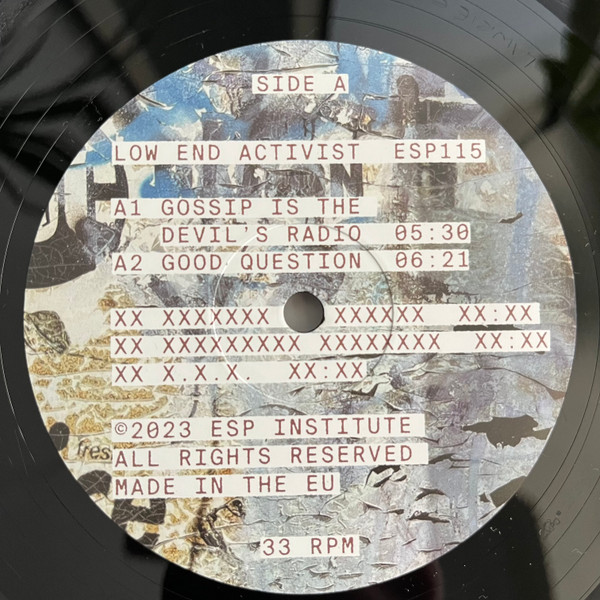 SIDE A
LOW END ACTIVIST ESP115
A1 GOSSIP IS THE
DEVIL'S RADIO 05:30
A2 GOOD QUESTION 06:21
XX XXXXXXX XXXXXX XX:XX
XX XXXXXXXXX XXXXXXXX XX:XX
XX X.X.X. XX:XX
©2023 ESP INSTITUTE
fres
ALL RIGHTS RESERVED
MADE IN THE EU
33 RPM